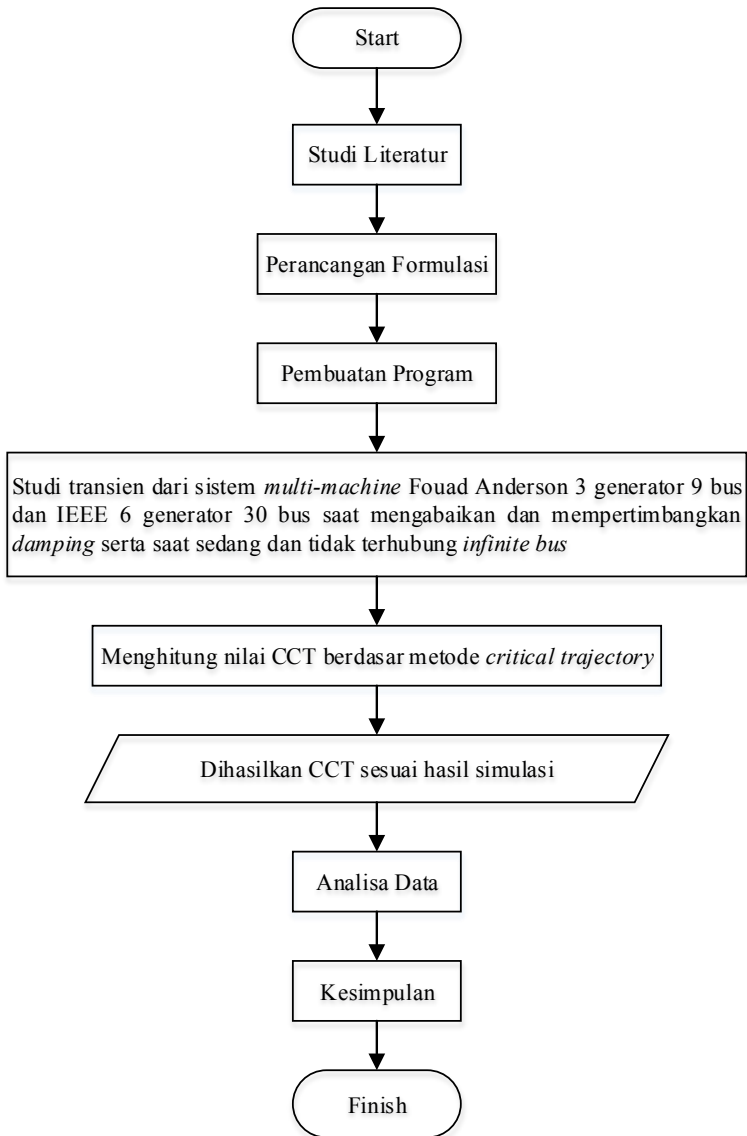 Start
Studi Literatur
Perancangan Formulasi
Pembuatan Program
Studi transien dari sistem multi-machine Fouad Anderson 3 generator 9 bus
dan IEEE 6 generator 30 bus saat mengabaikan dan mempertimbangkan
damping serta saat sedang dan tidak terhubung infinite bus
Menghitung nilai CCT berdasar metode critical trajectory
Dihasilkan CCT sesuai hasil simulasi
Analisa Data
Kesimpulan
Finish